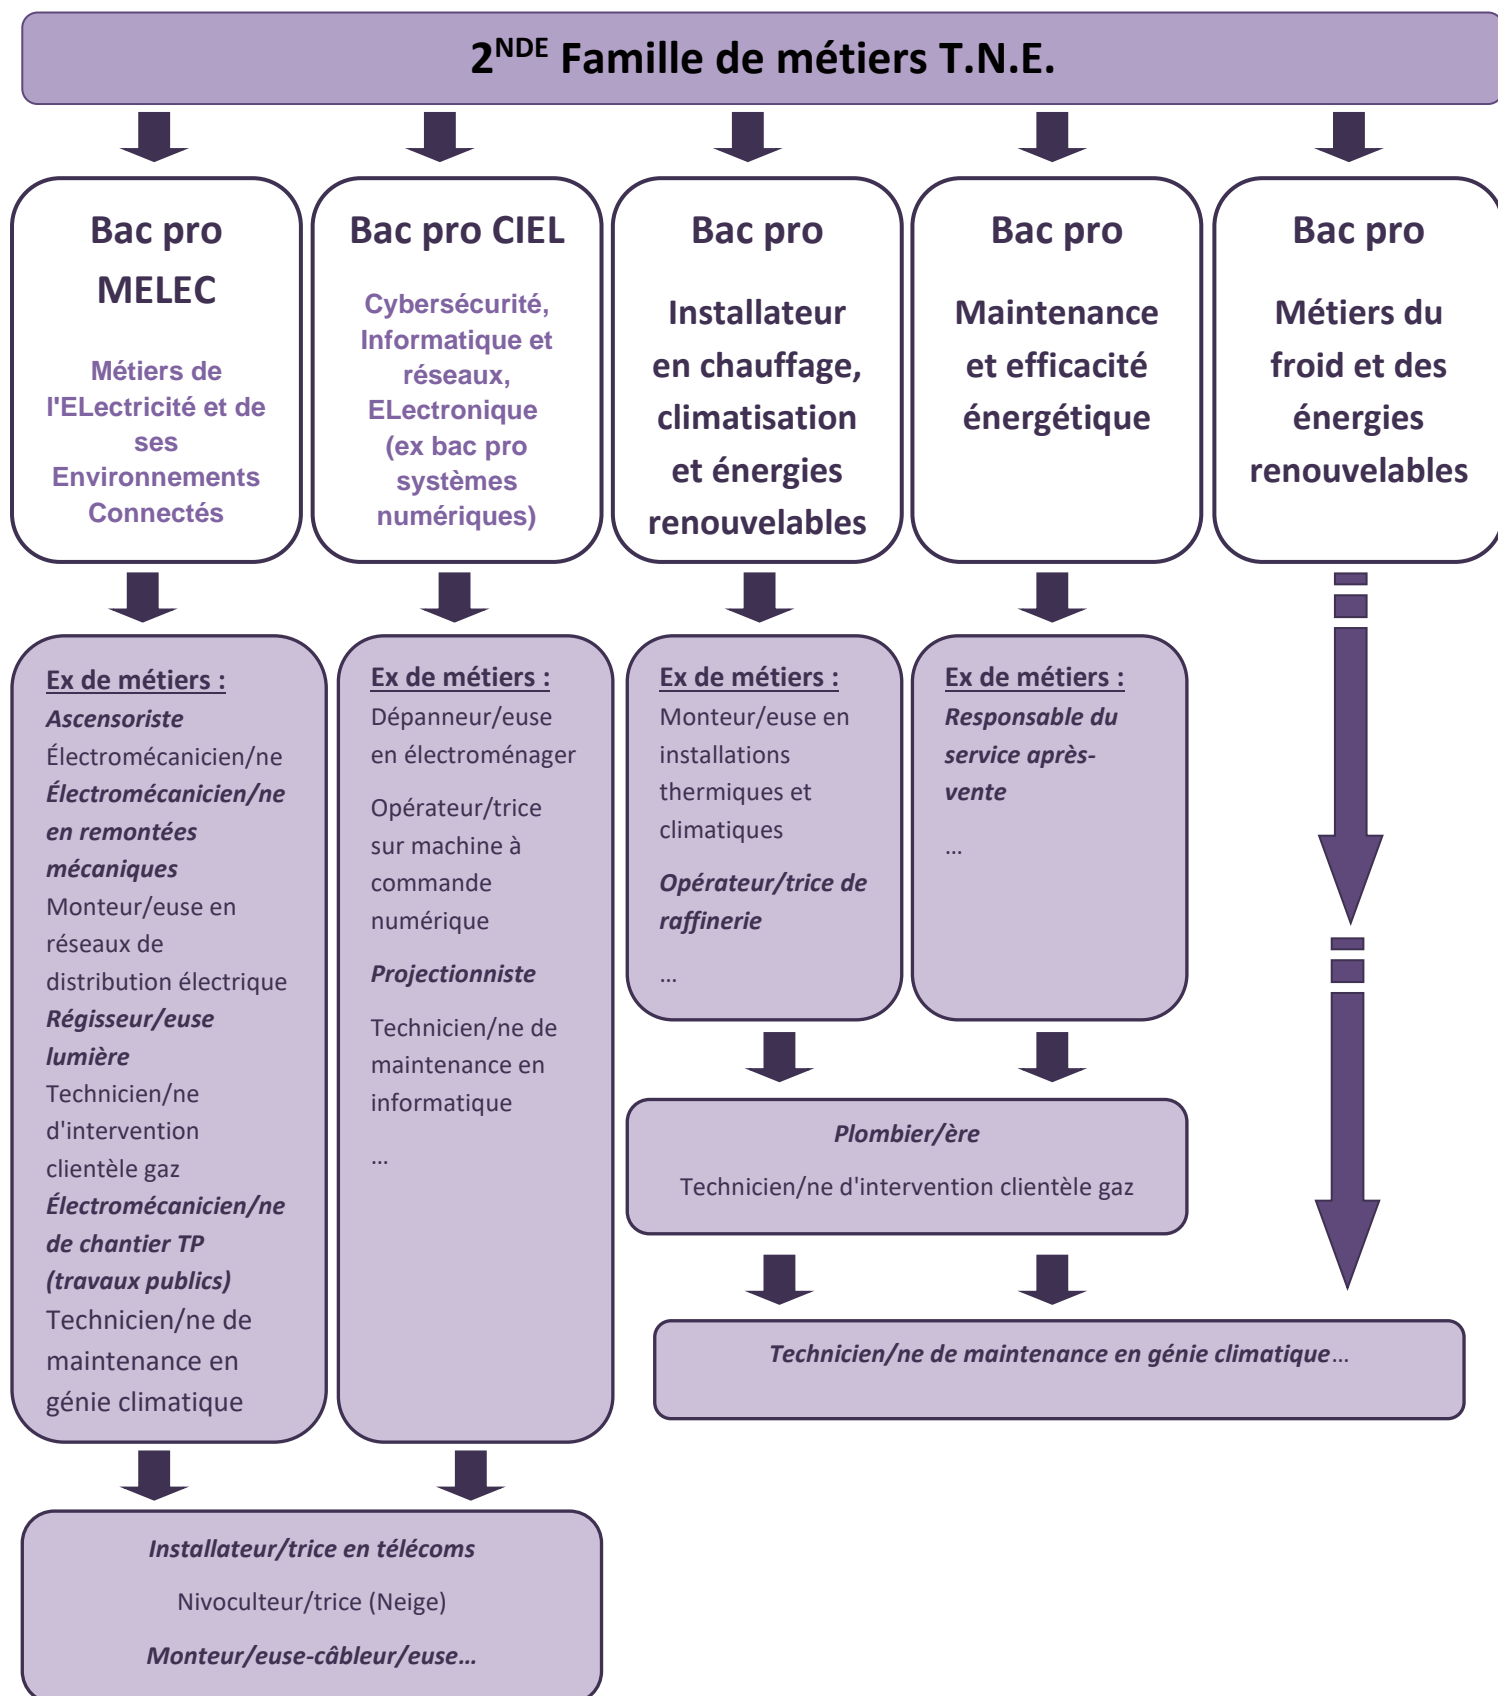 2NDE Famille de métiers T.N.E.
Bac pro
MELEC
Métiers de
l'ELectricité et de
ses
Environnements
Connectés
Bac pro CIEL
Cybersécurité,
Informatique et
réseaux,
ELectronique
(ex bac pro
systèmes
numériques)
Bac pro
Installateur
en chauffage,
climatisation
et énergies
renouvelables
Bac pro
Maintenance
et efficacité
énergétique
Bac pro
Métiers du
froid et des
énergies
renouvelables
Ex de métiers :
Ascensoriste
Électromécanicien/ne
Électromécanicien/ne
en remontées
mécaniques
Monteur/euse en
réseaux de
distribution électrique
Régisseur/euse
lumière
Technicien/ne
d'intervention
clientèle gaz
Électromécanicien/ne
de chantier TP
(travaux publics)
Technicien/ne de
maintenance en
génie climatique
Ex de métiers :
Dépanneur/euse
en électroménager
Opérateur/trice
sur machine à
commande
numérique
Projectionniste
Technicien/ne de
maintenance en
informatique
…
Ex de métiers :
Monteur/euse en
installations
thermiques et
climatiques
Opérateur/trice de
raffinerie
…
Ex de métiers :
Responsable du
service après-
vente
…
Plombier/ère
Technicien/ne d'intervention clientèle gaz
Technicien/ne de maintenance en génie climatique…
Installateur/trice en télécoms
Nivoculteur/trice (Neige)
Monteur/euse-câbleur/euse…